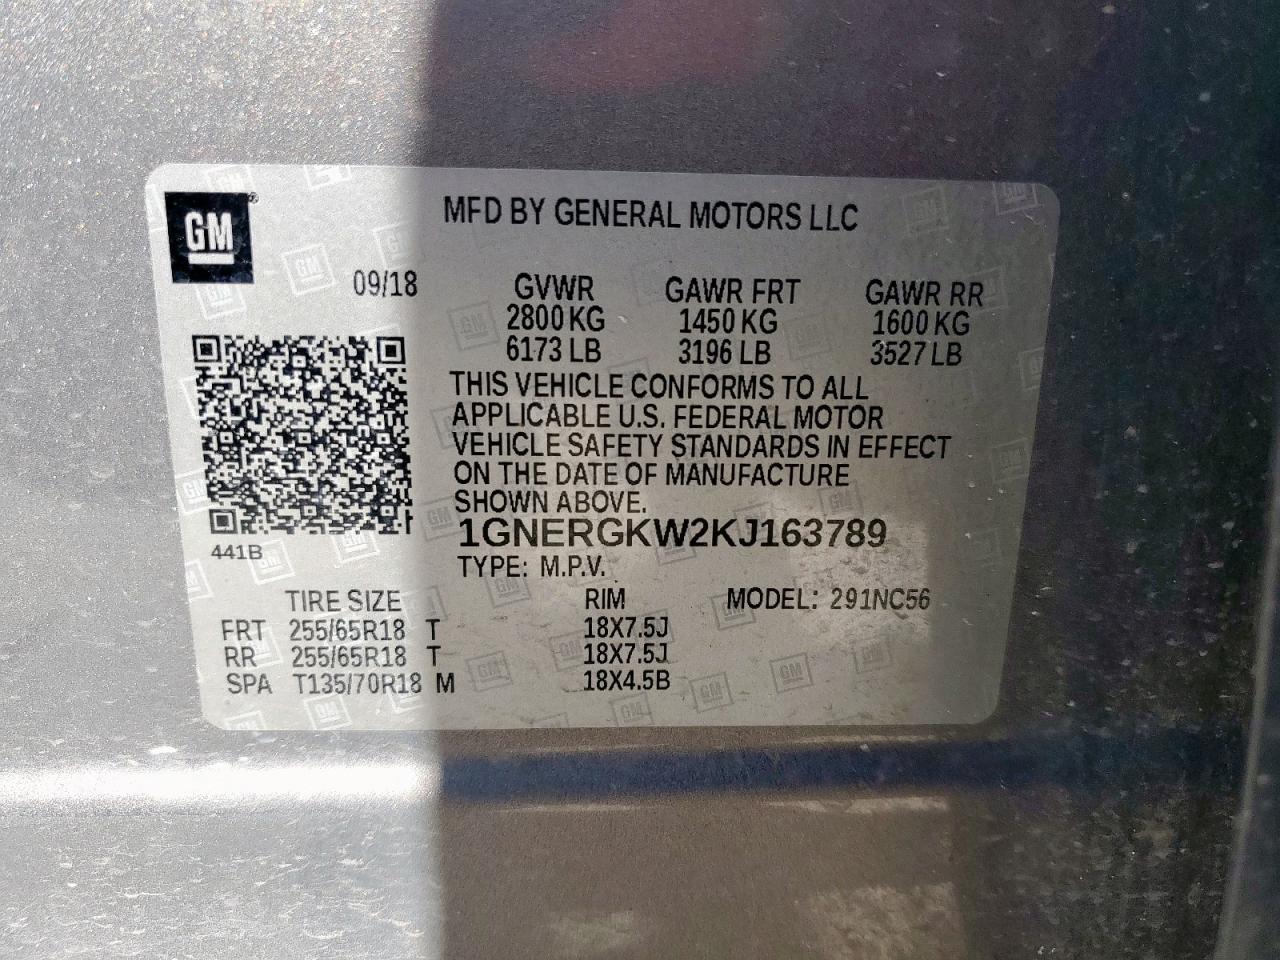 GM®
MFD BY GENERAL MOTORS LLC
09/18 GVWR GAWR FRT GAWR RR
2800 KG 1450 KG 1600 KG
6173 LB 3196 LB 3527 LB
THIS VEHICLE CONFORMS TO ALL
APPLICABLE U.S. FEDERAL MOTOR
VEHICLE SAFETY STANDARDS IN EFFECT
ON THE DATE OF MANUFACTURE
SHOWN ABOVE.
1GNERGKW2KJ163789
441B
TYPE: M.P.V.
TIRE SIZE RIM MODEL: 291NC56
FRT 255/65R18 T 18X7.5J
RR 255/65R18 T 18X7.5J
SPA T135/70R18 M 18X4.5B